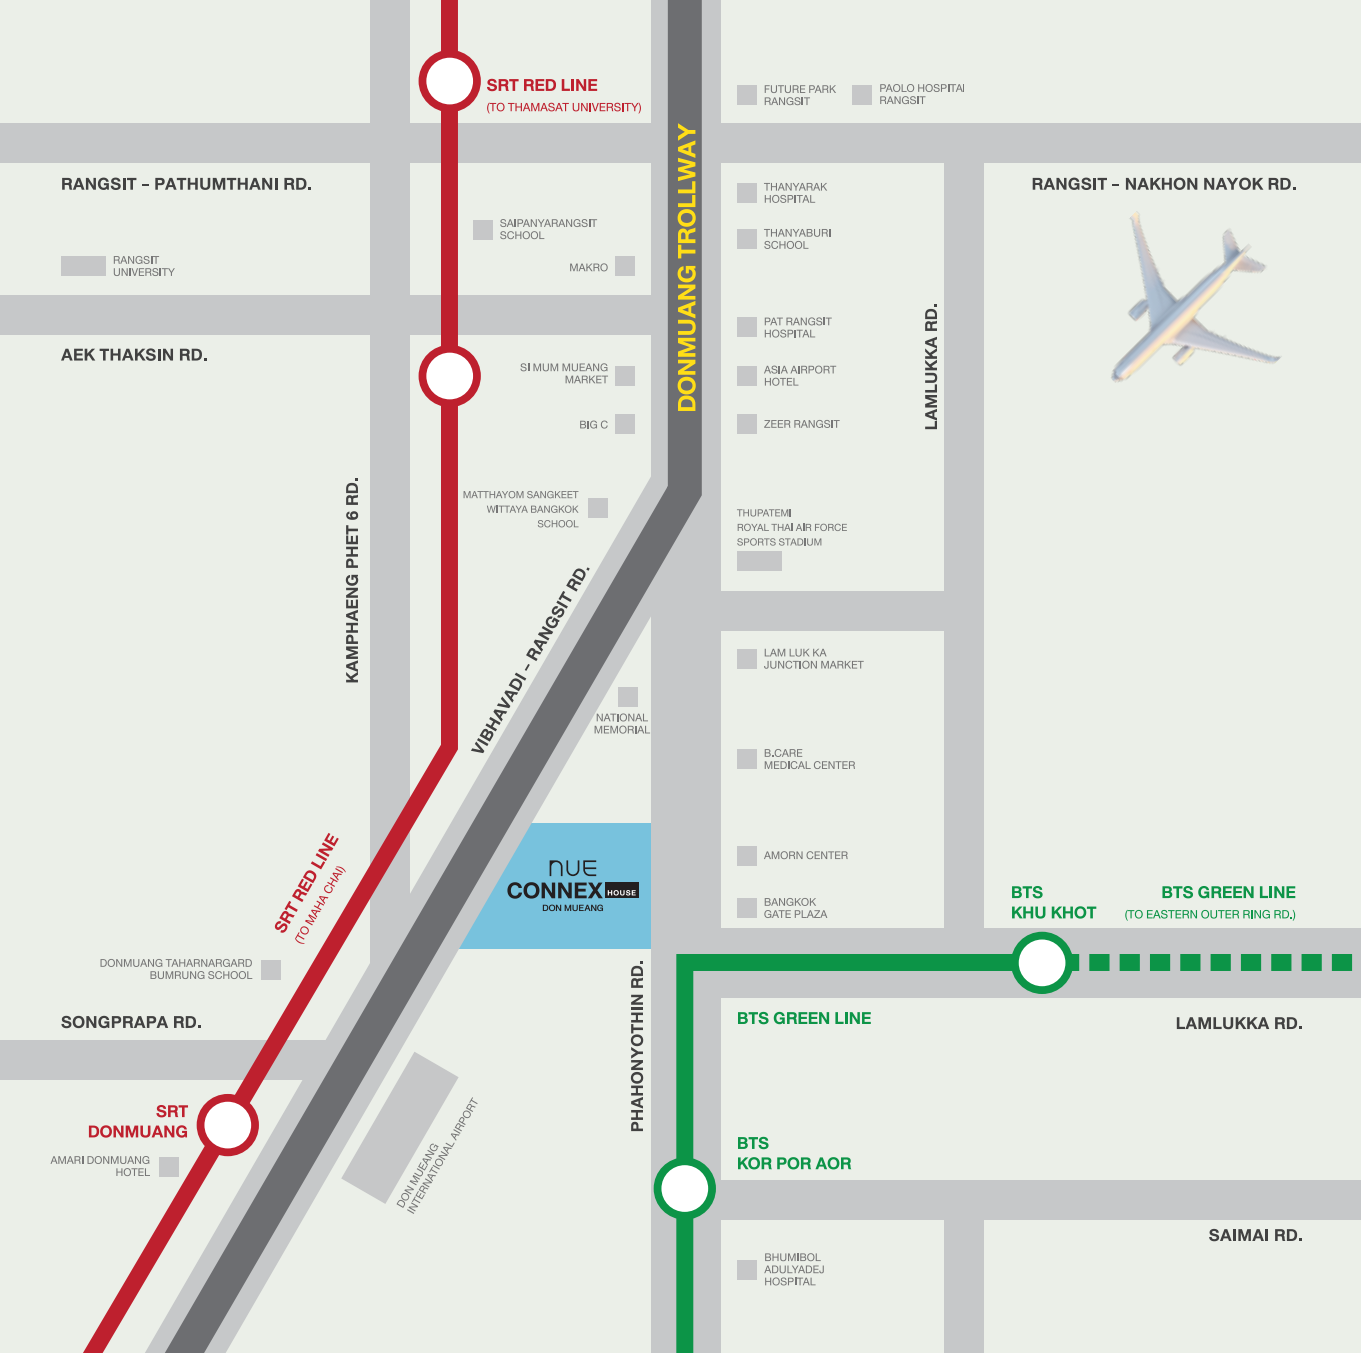 SRT RED LINE
(TO THAMASAT UNIVERSITY)
FUTURE PARK
RANGSIT
PAOLO HOSPITAL
RANGSIT
DONMUANG TROLLWAY
RANGSIT - PATHUMTHANI RD.
RANGSIT - NAKHON NAYOK RD.
THANYARAK
HOSPITAL
SAIPANYARANGSIT
SCHOOL
THANYABURI
SCHOOL
RANGSIT
UNIVERSITY
MAKRO
PAT RANGSIT
HOSPITAL
LAMLUKKA RD.
AEK THAKSIN RD.
SI MUM MUEANG
MARKET
ASIA AIRPORT
HOTEL
BIG C
ZEER RANGSIT
KAMPHAENG PHET 6 RD.
MATTHAYOM SANGKEET
WITTAYA BANGKOK
SCHOOL
THUPATEMI
ROYAL THAI AIR FORCE
SPORTS STADIUM
VIBHAVADI - RANGSIT RD.
LAM LUK KA
JUNCTION MARKET
NATIONAL
MEMORIAL
B.CARE
MEDICAL CENTER
SRT RED LINE
(TO MAHA CHAI)
NUE
CONNEX HOUSE
DON MUEANG
AMORN CENTER
BANGKOK
GATE PLAZA
BTS
KHU KHOT
BTS GREEN LINE
(TO EASTERN OUTER RING RD.)
DONMUANG TAHARNARGARD
BUMRUNG SCHOOL
SONGPRAPA RD.
PHAHONYOTHIN RD.
BTS GREEN LINE
LAMLUKKA RD.
SRT
DONMUANG
AMARI DONMUANG
HOTEL
DON MUEANG
INTERNATIONAL AIRPORT
BTS
KOR POR AOR
SAIMAI RD.
BHUMIBOL
ADULYADEJ
HOSPITAL